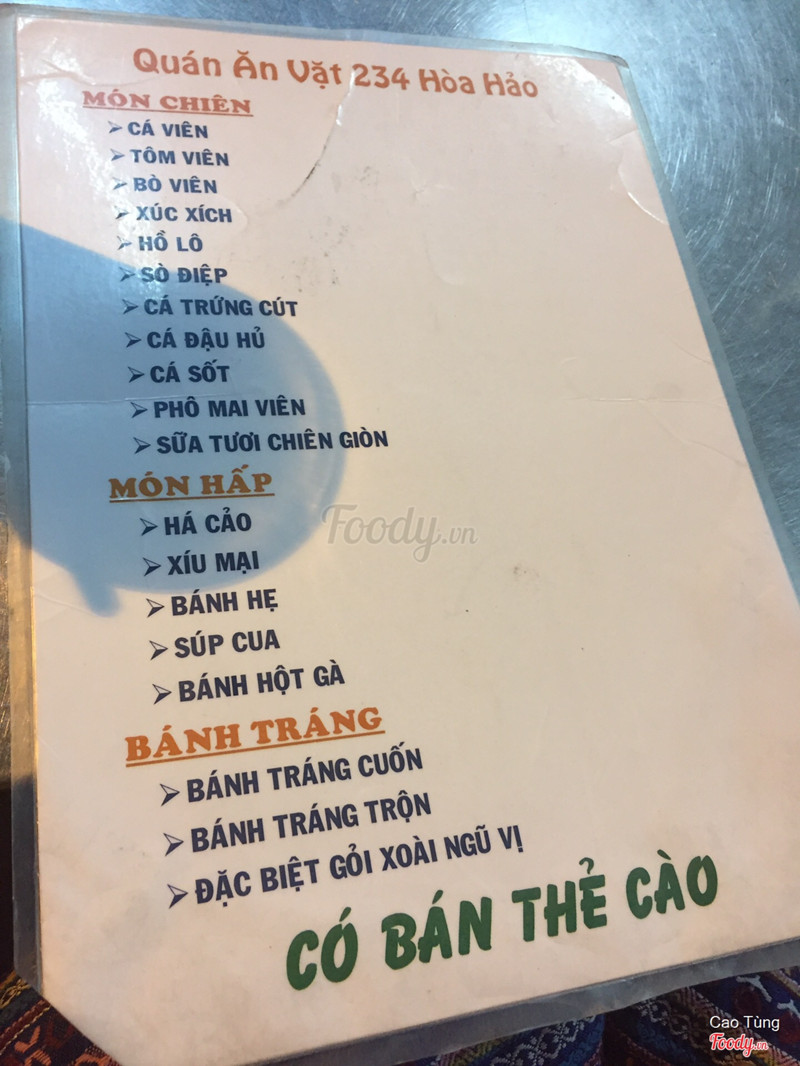 Quán Ăn Vặt 234 Hòa Hảo
MÓN CHIÊN
CÁ VIÊN
TÔM VIÊN
BÒ VIÊN
XÚC XÍCH
HỒ LÔ
SÒ ĐIỆP
CÁ TRỨNG CÚT
CÁ ĐẬU HỦ
CÁ SỐT
PHÔ MAI VIÊN
SỮA TƯƠI CHIÊN GIÒN
MÓN HẤP
HÁ CẢO
XÍU MẠI
BÁNH HẸ
SÚP CUA
BÁNH HỘT GÀ
BÁNH TRÁNG
BÁNH TRÁNG CUỐN
BÁNH TRÁNG TRỘN
ĐẶC BIỆT GỎI XOÀI NGŨ VỊ
CÓ BÁN THẺ CÀO
Foody.vn
Cao Tùng
Foody.vn